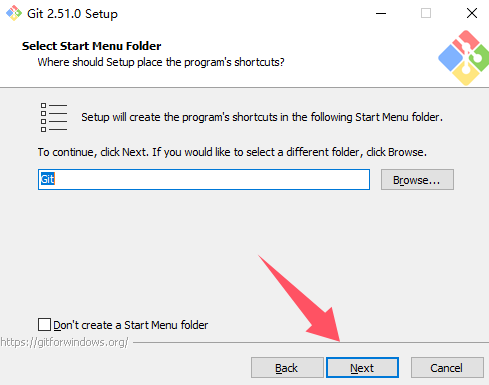 Git 2.51.0 Setup
Select Start Menu Folder
Where should Setup place the program's shortcuts?
Setup will create the program's shortcuts in the following Start Menu folder.
To continue, click Next. If you would like to select a different folder, click Browse.
Git
Browse...
Don't create a Start Menu folder
https://gitforwindows.org/
Back
Next
Cancel